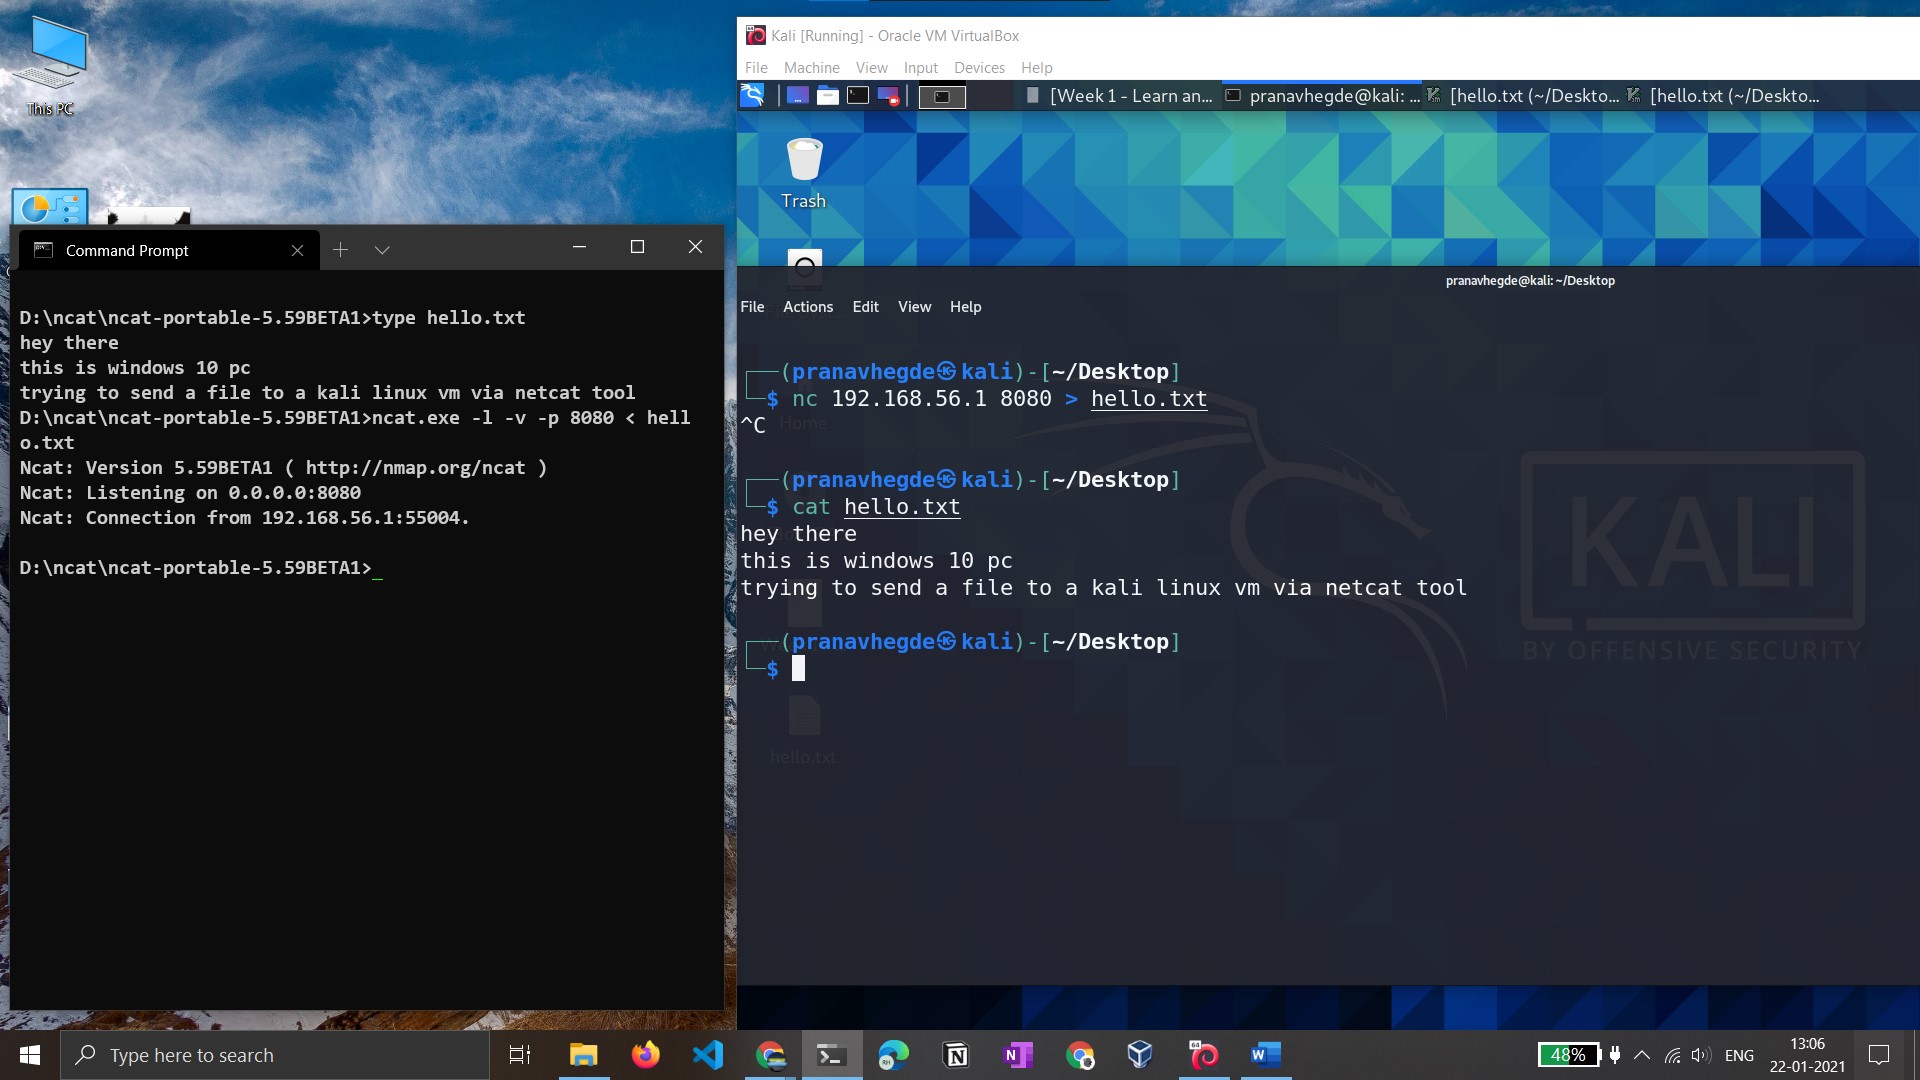 This PC
Command Prompt
D:\ncat\ncat-portable-5.59BETA1>type hello.txt
hey there
this is windows 10 pc
trying to send a file to a kali linux vm via netcat tool
D:\ncat\ncat-portable-5.59BETA1>ncat.exe -l -v -p 8080 < hell
o.txt
Ncat: Version 5.59BETA1 ( http://nmap.org/ncat )
Ncat: Listening on 0.0.0.0:8080
Ncat: Connection from 192.168.56.1:55004.
D:\ncat\ncat-portable-5.59BETA1>
Kali [Running] - Oracle VM VirtualBox
File Machine View Input Devices Help
[Week 1 - Learn an... pranavhegde@kali: ... [hello.txt (~/Deskto... [hello.txt (~/Deskto...
Trash
pranavhegde@kali: ~/Desktop
File Actions Edit View Help
(pranavhegde㉿kali)-[~/Desktop]
$ nc 192.168.56.1 8080 > hello.txt
^C
Home
(pranavhegde㉿kali)-[~/Desktop]
$ cat hello.txt
hey there
this is windows 10 pc
trying to send a file to a kali linux vm via netcat tool
(pranavhegde㉿kali)-[~/Desktop]
$
hello.txt
KALI
BY OFFENSIVE SECURITY
Type here to search
48%
ENG
13:06
22-01-2021